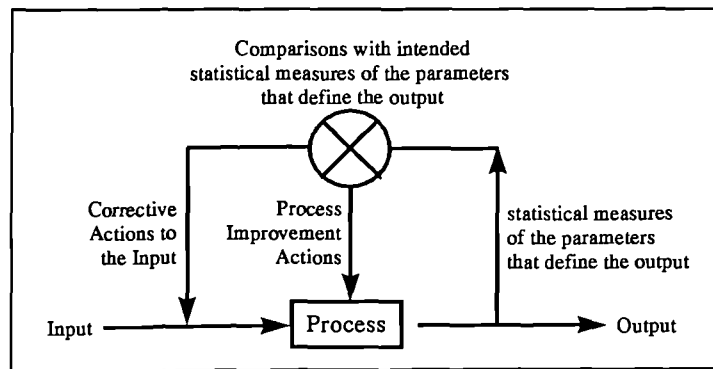 Comparisons with intended
statistical measures of the parameters
that define the output
Corrective
Actions to
the Input
Process
Improvement
Actions
statistical measures
of the parameters
that define the output
Input
Process
Output